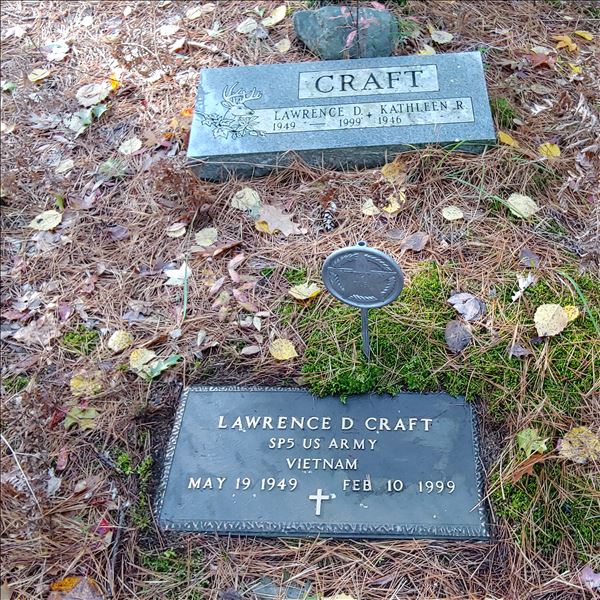 CRAFT
LAWRENCE D. KATHLEEN R.
1949 — 1999 1946
LAWRENCE D CRAFT
SP5 US ARMY
VIETNAM
MAY 19 1949 FEB 10 1999